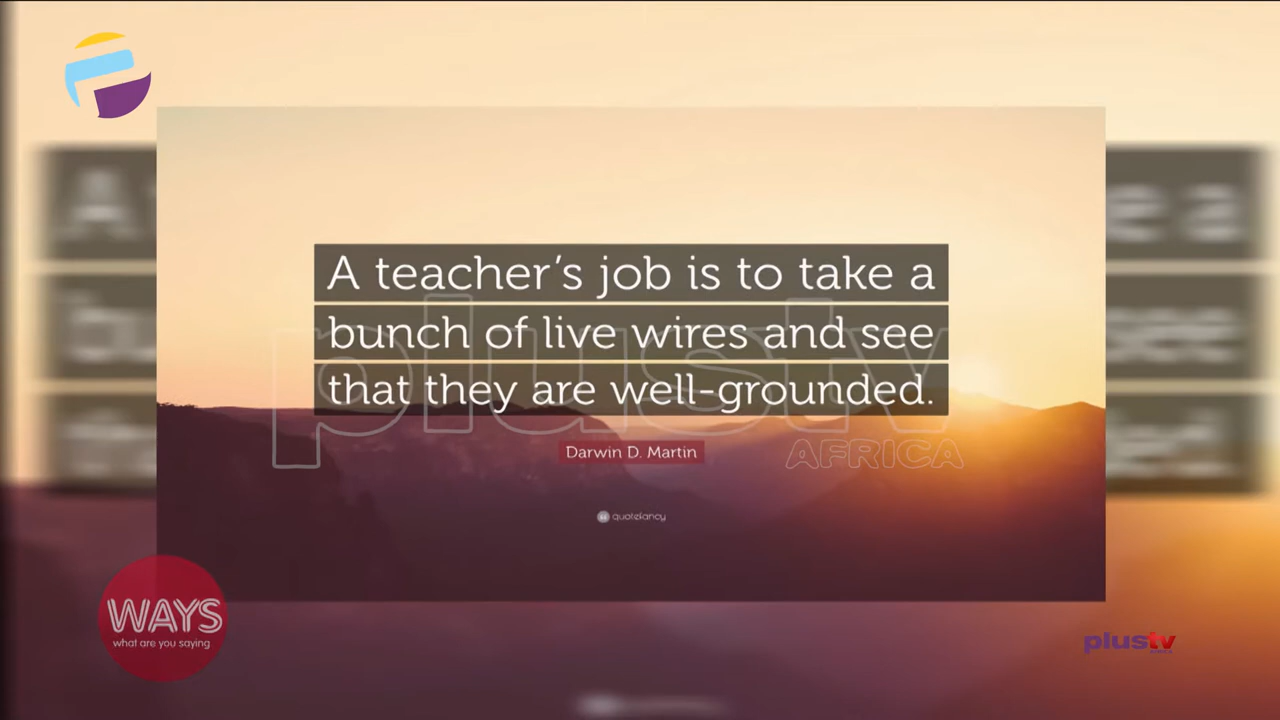 A teacher's job is to take a
bunch of live wires and see
that they are well-grounded.
plustv
AFRICA
Darwin D. Martin
quotefancy
WAYS
what are you saying
plustv